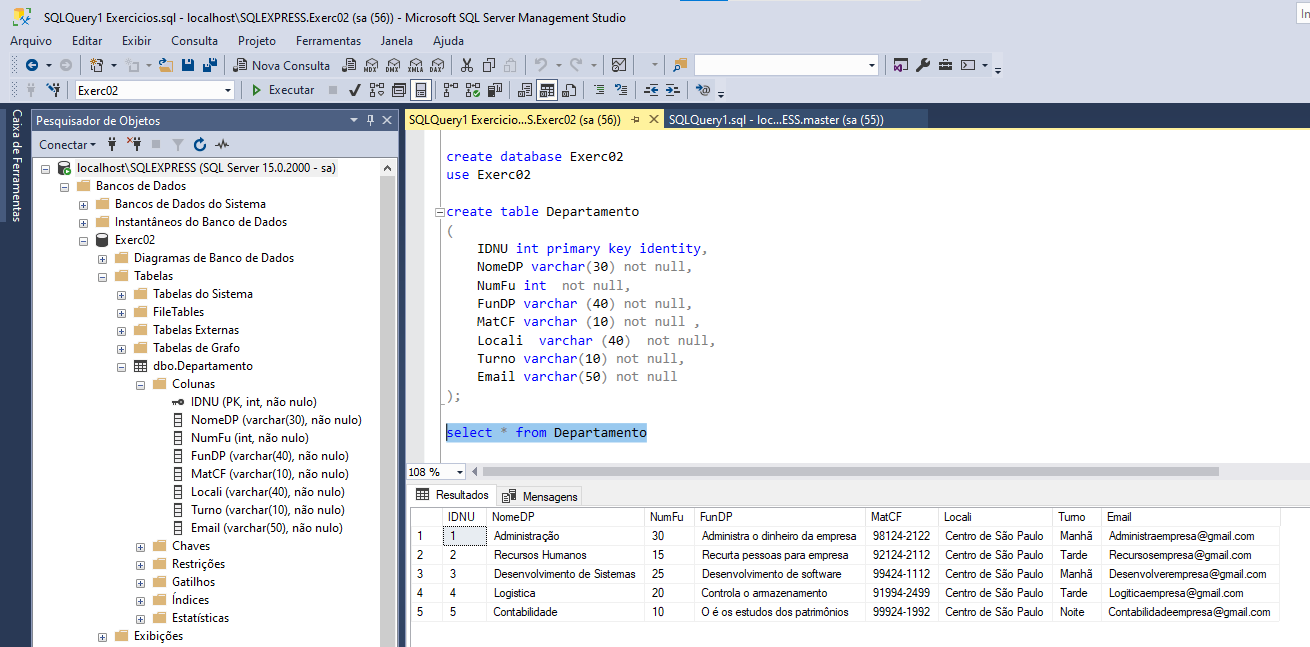 SQLQuery1 Exercicios.sql - localhost\SQLEXPRESS.Exerc02 (sa (56)) - Microsoft SQL Server Management Studio
Arquivo Editar Exibir Consulta Projeto Ferramentas Janela Ajuda
Nova Consulta MDX DMX XMLA DAX
Exerc02 Executar
Caixa de Ferramentas
Pesquisador de Objetos
Conectar
localhost\SQLEXPRESS (SQL Server 15.0.2000 - sa)
Bancos de Dados
Bancos de Dados do Sistema
Instantâneos do Banco de Dados
Exerc02
Diagramas de Banco de Dados
Tabelas
Tabelas do Sistema
FileTables
Tabelas Externas
Tabelas de Grafo
dbo.Departamento
Colunas
IDNU (PK, int, não nulo)
NomeDP (varchar(30), não nulo)
NumFu (int, não nulo)
FunDP (varchar(40), não nulo)
MatCF (varchar(10), não nulo)
Locali (varchar(40), não nulo)
Turno (varchar(10), não nulo)
Email (varchar(50), não nulo)
Chaves
Restrições
Gatilhos
Índices
Estatísticas
Exibições
SQLQuery1 Exercicio...S.Exerc02 (sa (56)) SQLQuery1.sql - loc...ESS.master (sa (55))
create database Exerc02
use Exerc02
create table Departamento
(
IDNU int primary key identity,
NomeDP varchar(30) not null,
NumFu int  not null,
FunDP varchar (40) not null,
MatCF varchar (10) not null ,
Locali  varchar (40)  not null,
Turno varchar(10) not null,
Email varchar(50) not null
);
select * from Departamento
108 %
Resultados Mensagens
IDNU NomeDP NumFu FunDP MatCF Locali Turno Email
1 1 Administração 30 Administra o dinheiro da empresa 98124-2122 Centro de São Paulo Manhã Administraempresa@gmail.com
2 2 Recursos Humanos 15 Recurta pessoas para empresa 92124-2112 Centro de São Paulo Tarde Recursosempresa@gmail.com
3 3 Desenvolvimento de Sistemas 25 Desenvolvimento de software 99424-1112 Centro de São Paulo Manhã Desenvolverempresa@gmail.com
4 4 Logistica 20 Controla o armazenamento 91994-2499 Centro de São Paulo Tarde Logiticaempresa@gmail.com
5 5 Contabilidade 10 O é os estudos dos patrimônios 99924-1992 Centro de São Paulo Noite Contabilidadeempresa@gmail.com